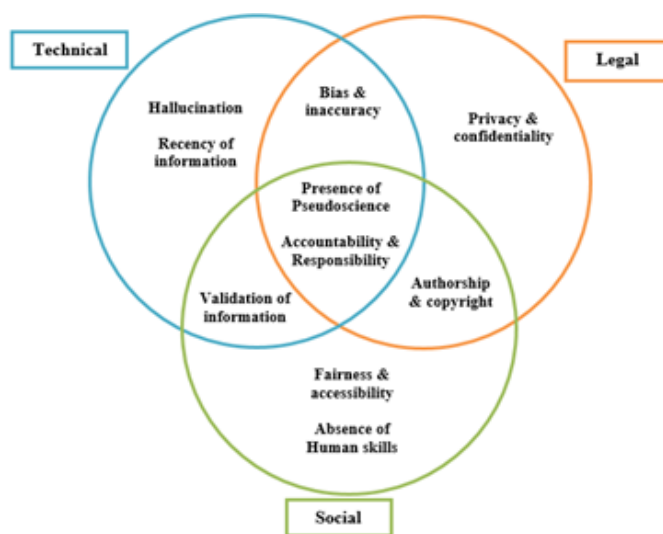 Technical
Legal
Bias &
inaccuracy
Hallucination
Recency of
information
Privacy &
confidentiality
Presence of
Pseudoscience
Accountability &
Responsibility
Validation of
information
Authorship
& copyright
Fairness &
accessibility
Absence of
Human skills
Social